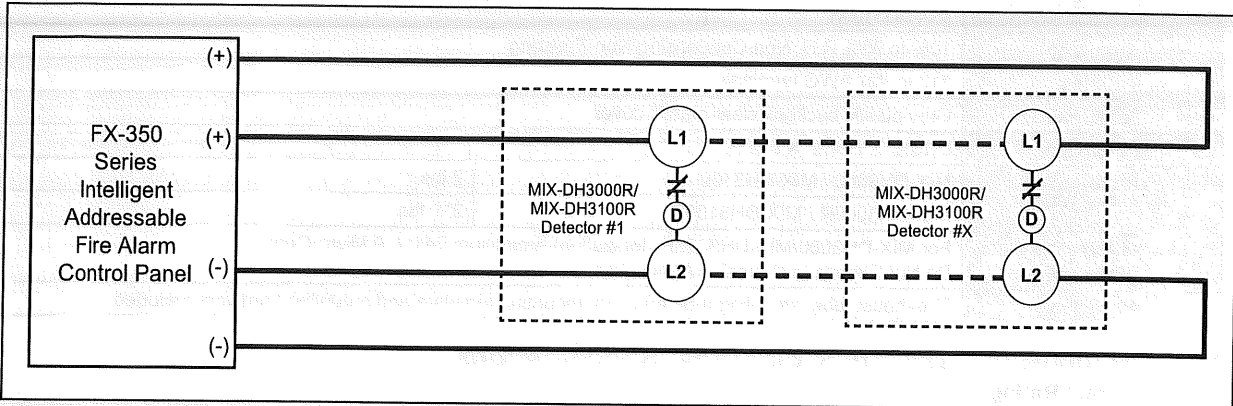 (+)
(+)
FX-350
Series
Intelligent
Addressable
Fire Alarm
Control Panel
(-)
(-)
L1
MIX-DH3000R/
MIX-DH3100R
Detector #1
D
L2
L1
MIX-DH3000R/
MIX-DH3100R
Detector #X
D
L2